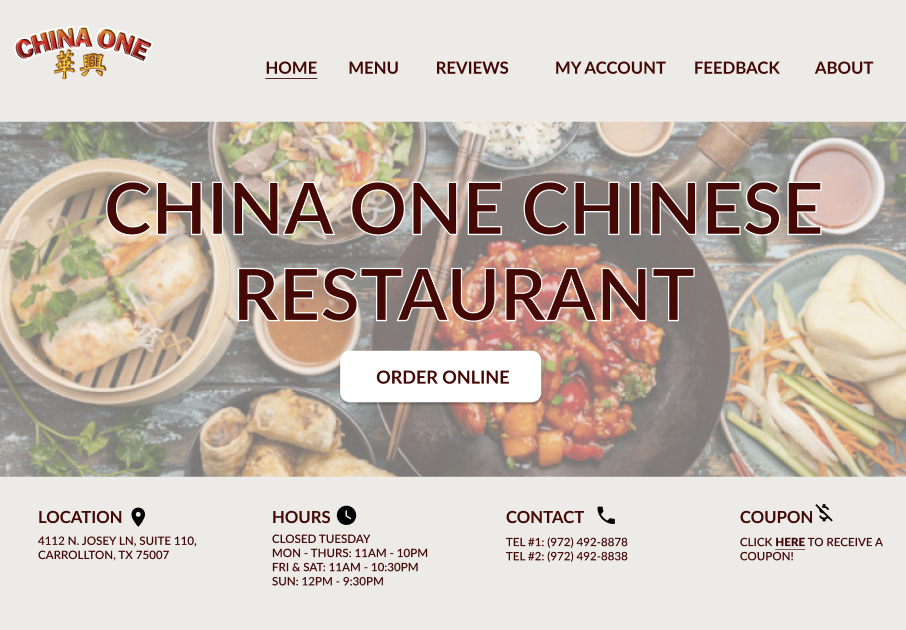 CHINA ONE
華興
HOME MENU REVIEWS MY ACCOUNT FEEDBACK ABOUT
CHINA ONE CHINESE
RESTAURANT
ORDER ONLINE
LOCATION
4112 N. JOSEY LN, SUITE 110,
CARROLLTON, TX 75007
HOURS
CLOSED TUESDAY
MON - THURS: 11AM - 10PM
FRI & SAT: 11AM - 10:30PM
SUN: 12PM - 9:30PM
CONTACT
TEL #1: (972) 492-8878
TEL #2: (972) 492-8838
COUPON
CLICK HERE TO RECEIVE A
COUPON!